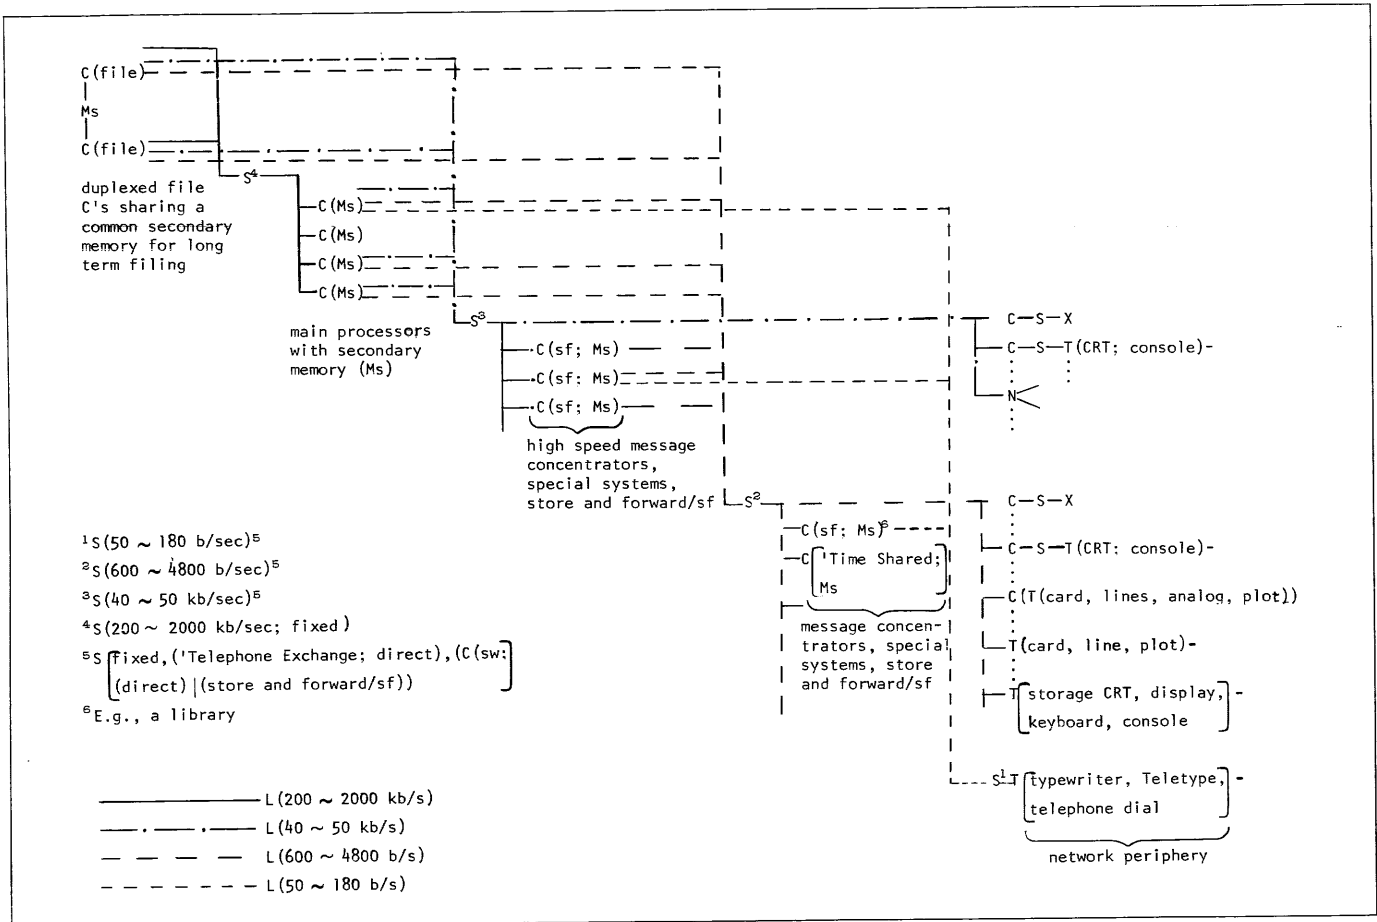 C(file)
Ms
C(file)
duplexed file
C's sharing a
common secondary
memory for long
term filing
S⁴
C(Ms)
C(Ms)
C(Ms)
C(Ms)
main processors
with secondary
memory (Ms)
S³
C(sf; Ms)
C(sf; Ms)
C(sf; Ms)
high speed message
concentrators,
special systems,
store and forward/sf
C-S-X
C-S-T(CRT; console)-
N
S²
C(sf; Ms)⁶
C['Time Shared;
Ms]
message concen-
trators, special
systems, store
and forward/sf
C-S-X
C-S-T(CRT: console)-
C(T(card, lines, analog, plot))
T(card, line, plot)-
T[storage CRT, display,
keyboard, console]-
S¹-T[typewriter, Teletype,
telephone dial]-
network periphery
¹S(50 ~ 180 b/sec)⁵
²S(600 ~ 4800 b/sec)⁵
³S(40 ~ 50 kb/sec)⁵
⁴S(200 ~ 2000 kb/sec; fixed)
⁵S[fixed,('Telephone Exchange; direct),(C(sw:
(direct)|(store and forward/sf))]
⁶E.g., a library
L(200 ~ 2000 kb/s)
L(40 ~ 50 kb/s)
L(600 ~ 4800 b/s)
L(50 ~ 180 b/s)